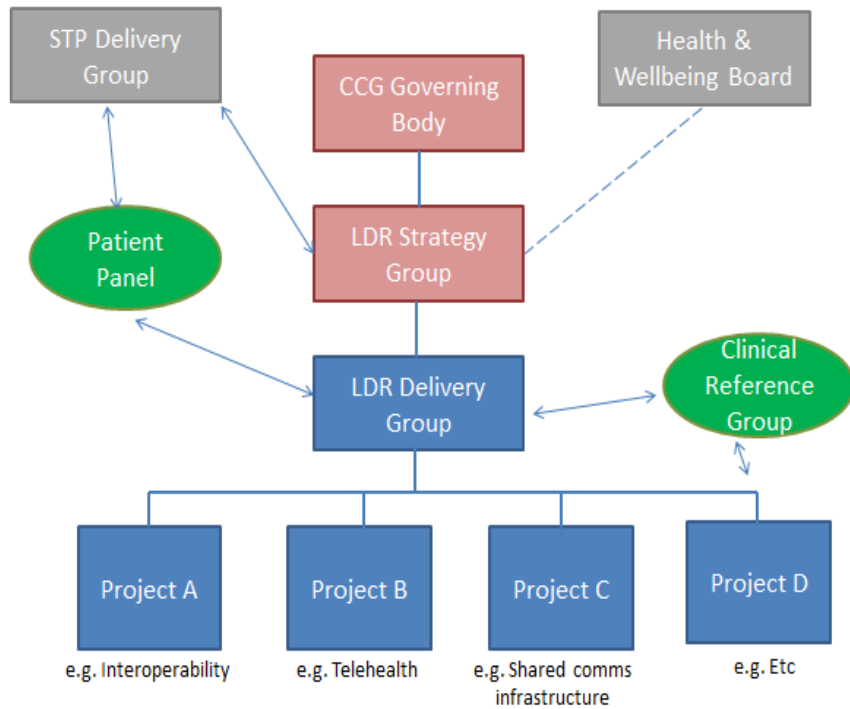 STP Delivery
Group
CCG Governing
Body
Health &
Wellbeing Board
Patient
Panel
LDR Strategy
Group
LDR Delivery
Group
Clinical
Reference
Group
Project A
Project B
Project C
Project D
e.g. Interoperability
e.g. Telehealth
e.g. Shared comms
infrastructure
e.g. Etc